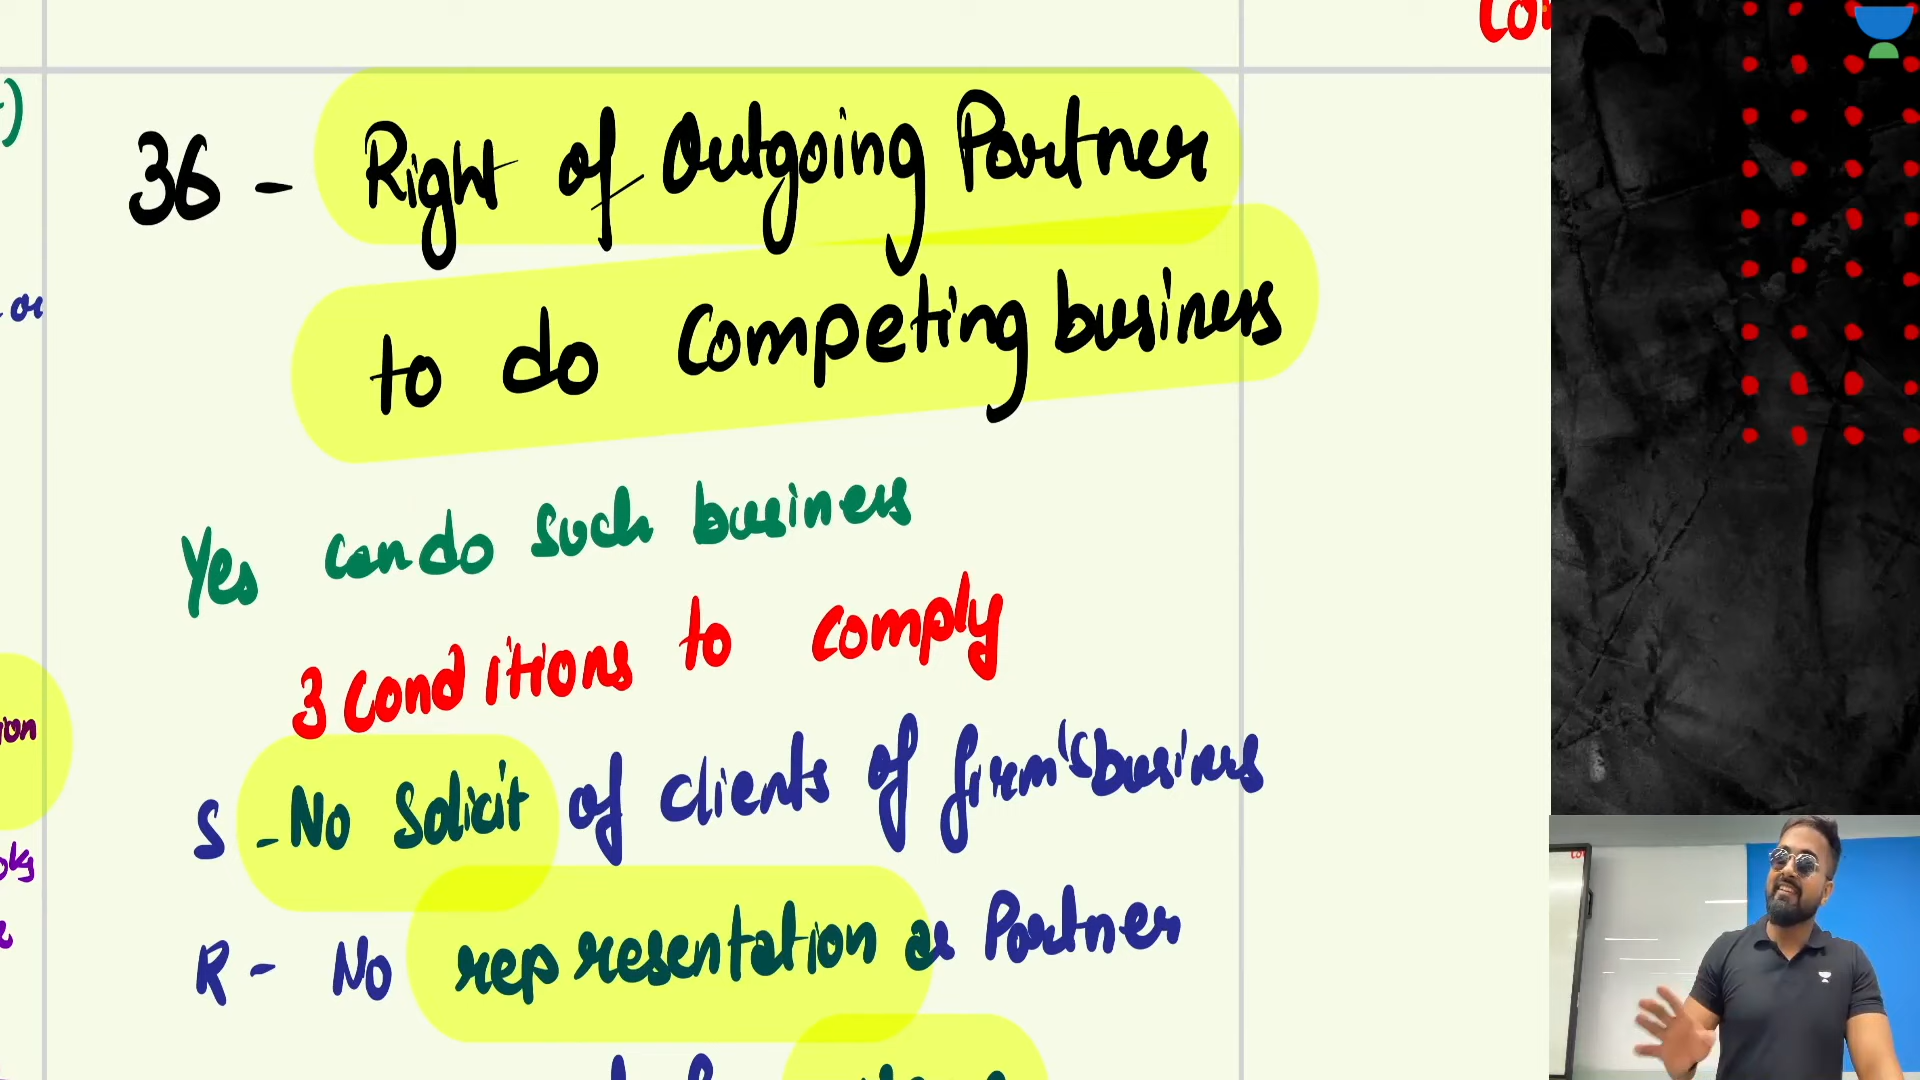 36 - Right of Outgoing Partner
to do Competing business
Yes can do such business
3 conditions to comply
S - No Solicit of clients of firm's business
R - No representation as Partner